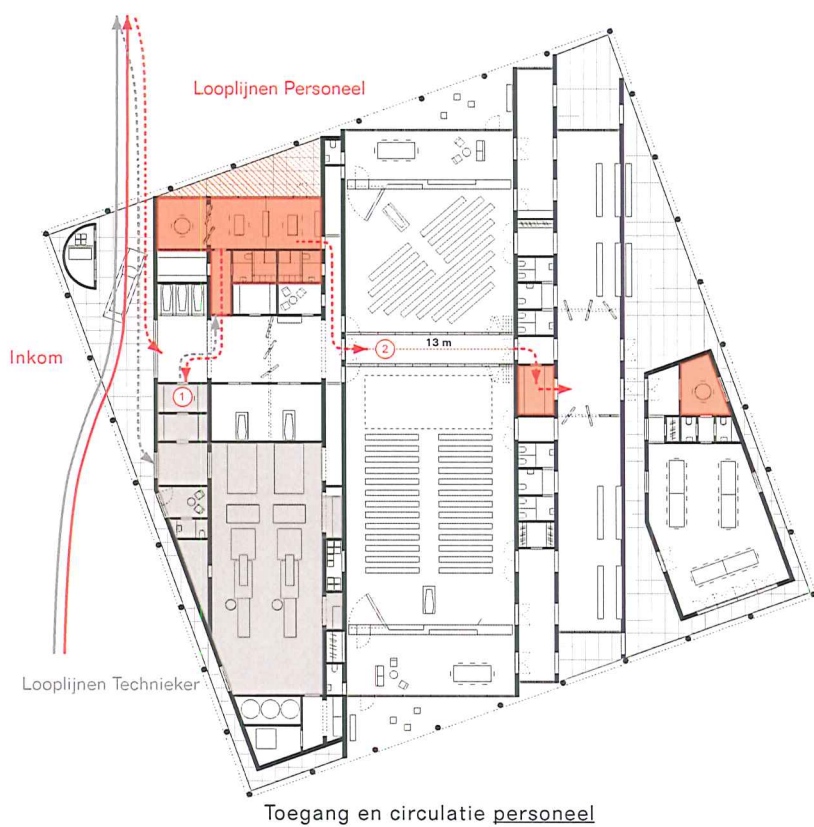 Looplijnen Personeel
Inkom
13 m
2
1
Looplijnen Technieker
Toegang en circulatie personeel